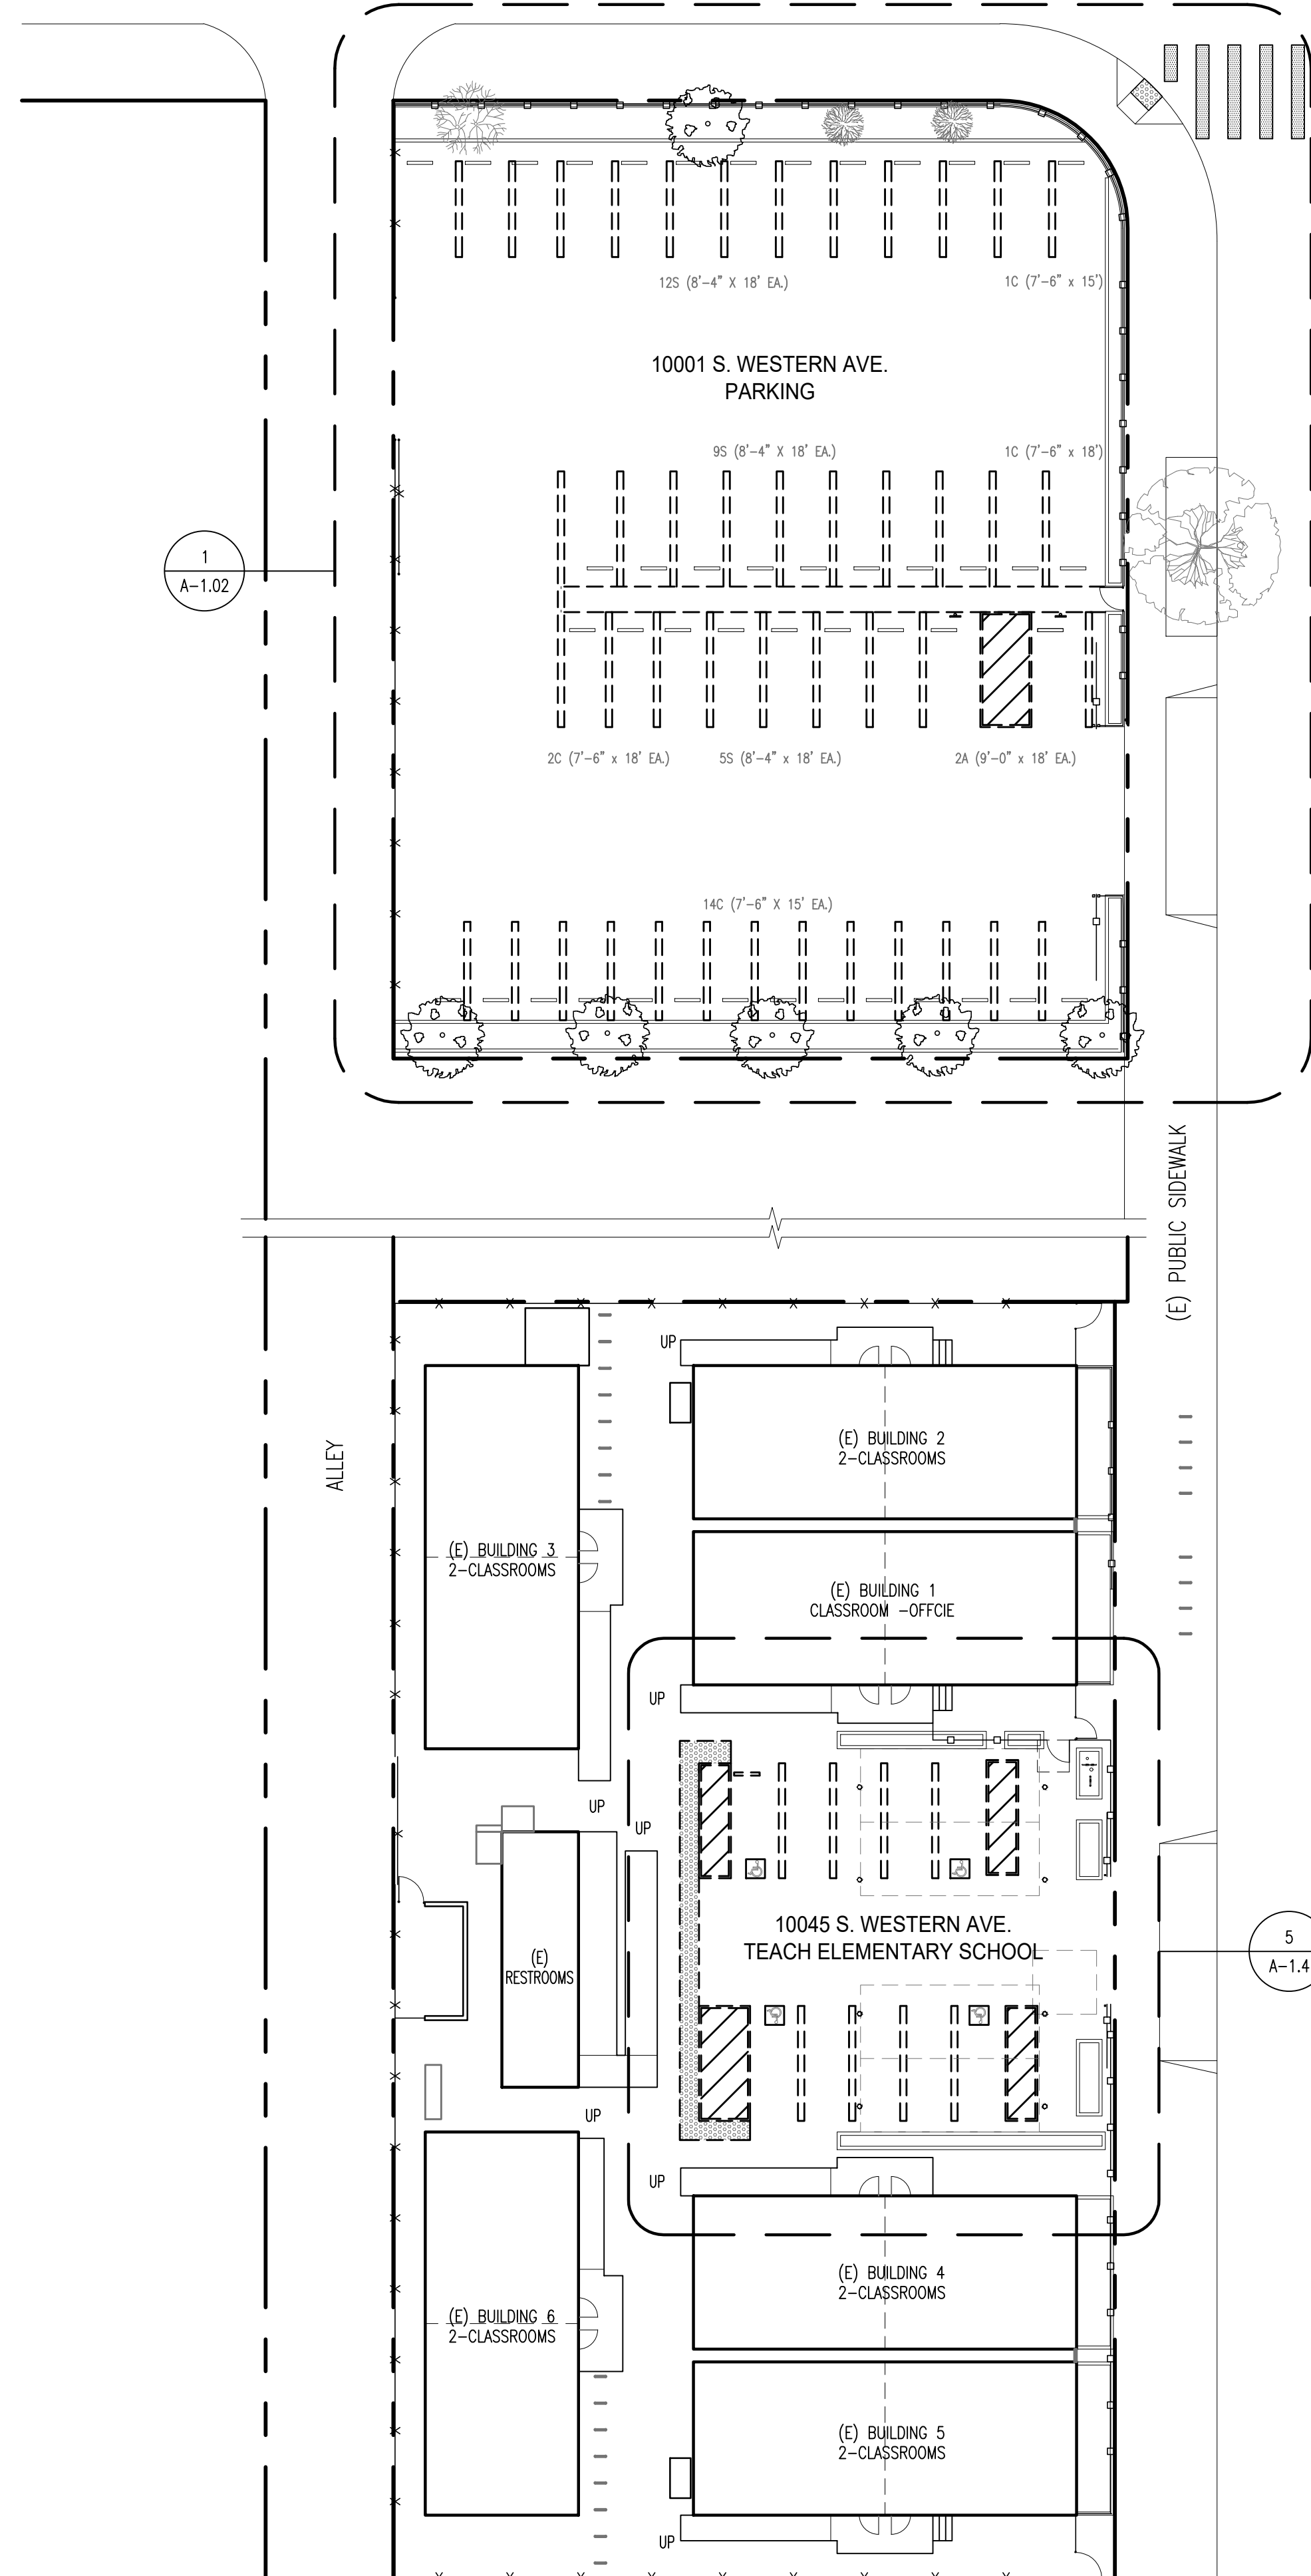 12S (8'-4" X 18' EA.)
1C (7'-6" x 15')
10001 S. WESTERN AVE.
PARKING
9S (8'-4" X 18' EA.)
1C (7'-6" x 18')
1
A-1.02
2C (7'-6" x 18' EA.)
5S (8'-4" x 18' EA.)
2A (9'-0" x 18' EA.)
14C (7'-6" X 15' EA.)
(E) PUBLIC SIDEWALK
UP
(E) BUILDING 2
2-CLASSROOMS
ALLEY
(E) BUILDING 3
2-CLASSROOMS
(E) BUILDING 1
CLASSROOM -OFFCIE
UP
UP
UP
10045 S. WESTERN AVE.
TEACH ELEMENTARY SCHOOL
5
A-1.4
(E)
RESTROOMS
UP
UP
(E) BUILDING 4
2-CLASSROOMS
(E) BUILDING 6
2-CLASSROOMS
(E) BUILDING 5
2-CLASSROOMS
UP